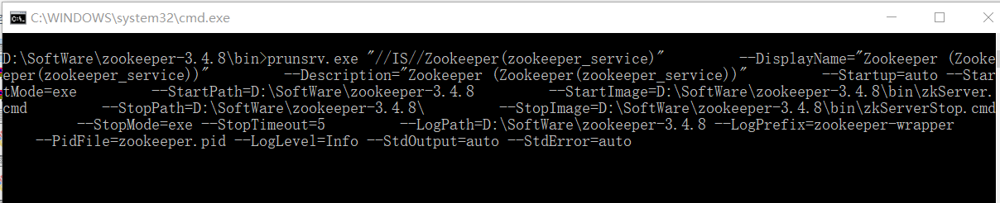 C:\WINDOWS\system32\cmd.exe
D:\SoftWare\zookeeper-3.4.8\bin>prunsrv.exe "//IS//Zookeeper(zookeeper_service)" --DisplayName="Zookeeper (Zooke
eper(zookeeper_service))" --Description="Zookeeper (Zookeeper(zookeeper_service))" --Startup=auto --Star
tMode=exe --StartPath=D:\SoftWare\zookeeper-3.4.8 --StartImage=D:\SoftWare\zookeeper-3.4.8\bin\zkServer.
cmd --StopPath=D:\SoftWare\zookeeper-3.4.8\ --StopImage=D:\SoftWare\zookeeper-3.4.8\bin\zkServerStop.cmd
--StopMode=exe --StopTimeout=5 --LogPath=D:\SoftWare\zookeeper-3.4.8 --LogPrefix=zookeeper-wrapper
--PidFile=zookeeper.pid --LogLevel=Info --StdOutput=auto --StdError=auto